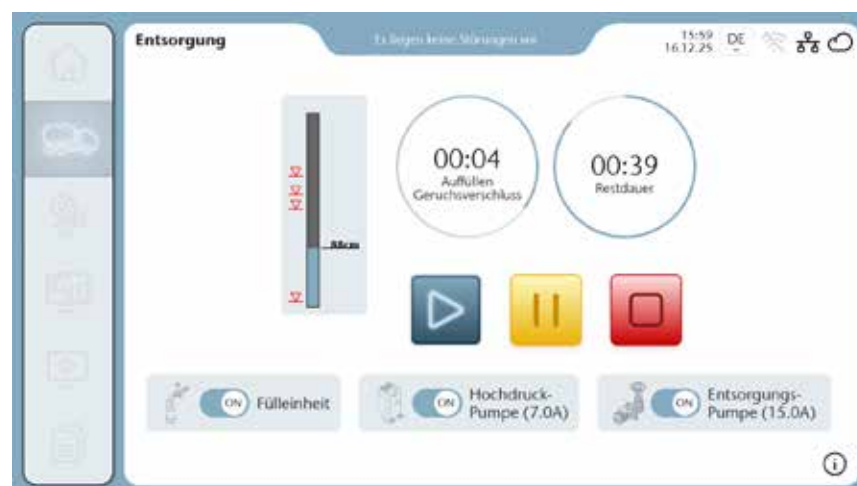 Entsorgung
Es liegen keine Störungen vor
15:59
16.12.25
DE
00:04
Auffüllen
Geruchsverschluss
00:39
Restdauer
88cm
ON
Fülleinheit
ON
Hochdruck-
Pumpe (7.0A)
ON
Entsorgungs-
Pumpe (15.0A)